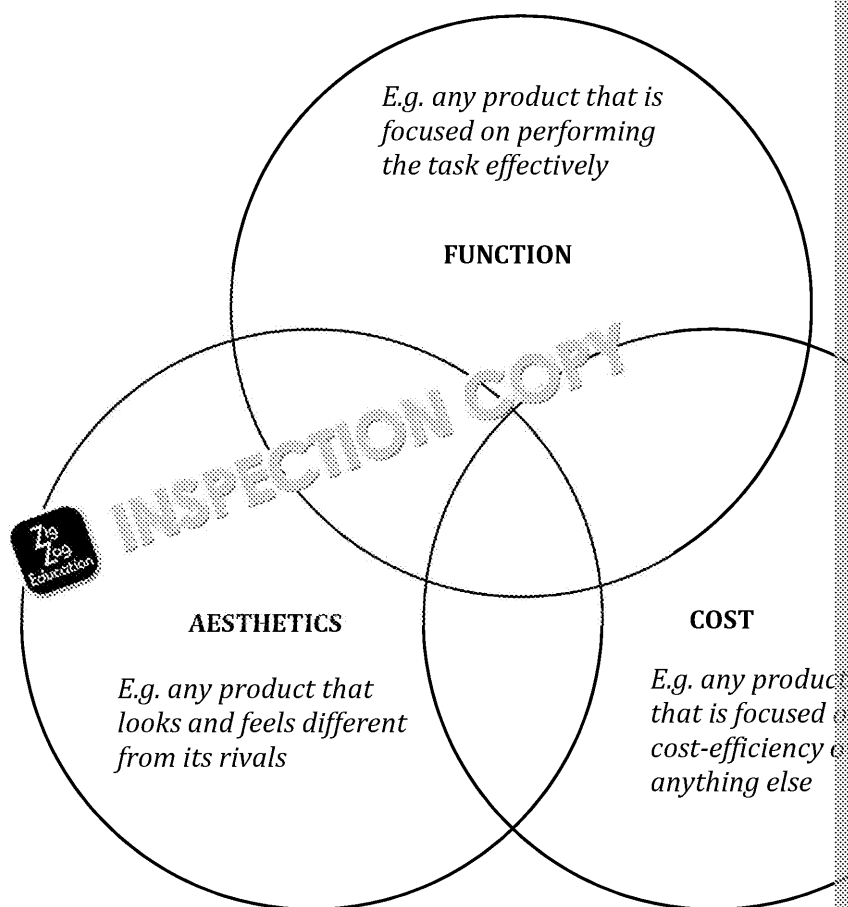 E.g. any product that is
focused on performing
the task effectively
FUNCTION
INSPECTION COPY
Zig
Zag
Education
AESTHETICS
E.g. any product that
looks and feels different
from its rivals
COST
E.g. any product
that is focused
cost-efficiency
anything else